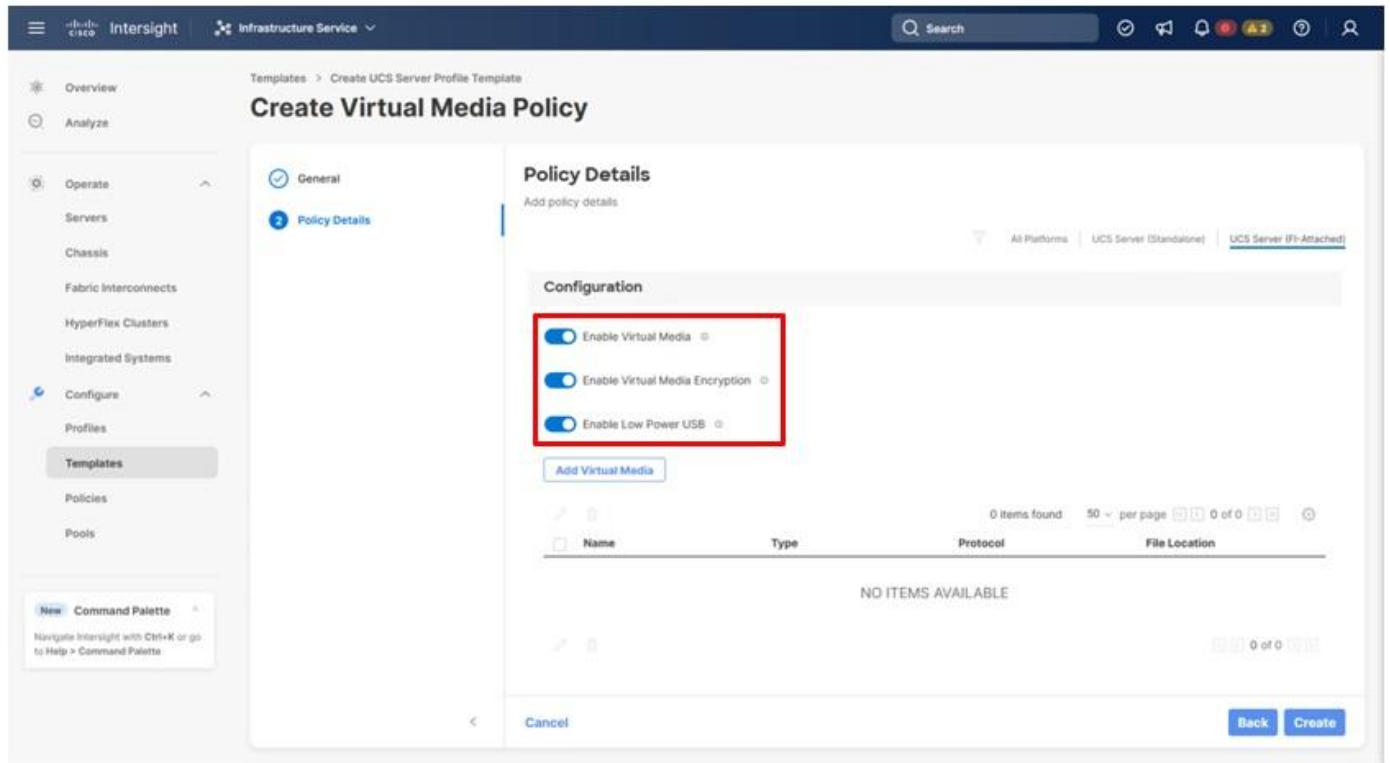 cisco Intersight
Infrastructure Service
Search
0
2
Overview
Analyze
Operate
Servers
Chassis
Fabric Interconnects
HyperFlex Clusters
Integrated Systems
Configure
Profiles
Templates
Policies
Pools
New Command Palette
Navigate Intersight with Ctrl+K or go
to Help > Command Palette
Templates > Create UCS Server Profile Template
Create Virtual Media Policy
General
2 Policy Details
Policy Details
Add policy details
All Platforms | UCS Server (Standalone) | UCS Server (FI-Attached)
Configuration
Enable Virtual Media
Enable Virtual Media Encryption
Enable Low Power USB
Add Virtual Media
0 items found 50 per page 0 of 0
Name Type Protocol File Location
NO ITEMS AVAILABLE
0 of 0
Cancel Back Create